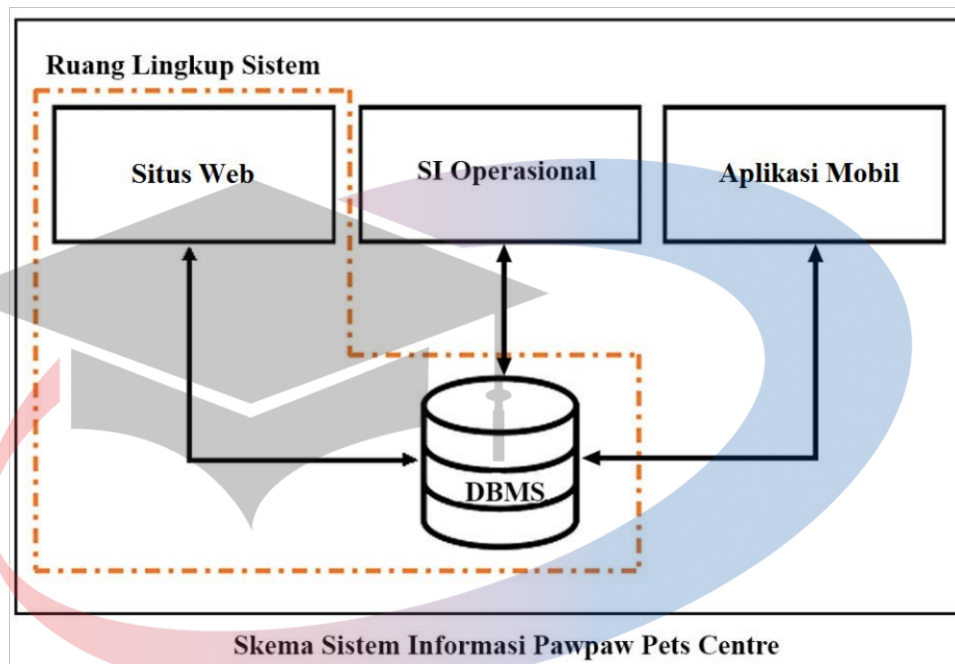 Ruang Lingkup Sistem
Situs Web
SI Operasional
Aplikasi Mobil
DBMS
Skema Sistem Informasi Pawpaw Pets Centre